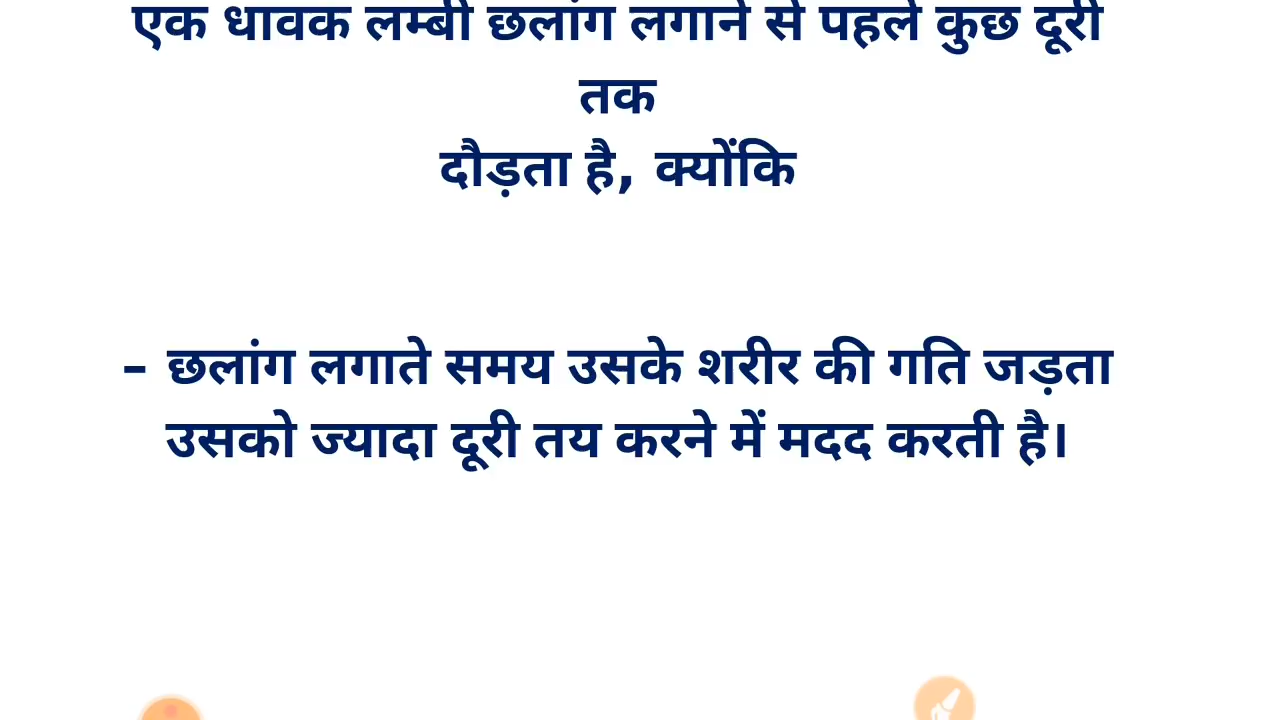 एक धावक लम्बी छलांग लगाने से पहले कुछ दूरी
तक
दौड़ता है, क्योंकि
- छलांग लगाते समय उसके शरीर की गति जड़ता
उसको ज्यादा दूरी तय करने में मदद करती है।